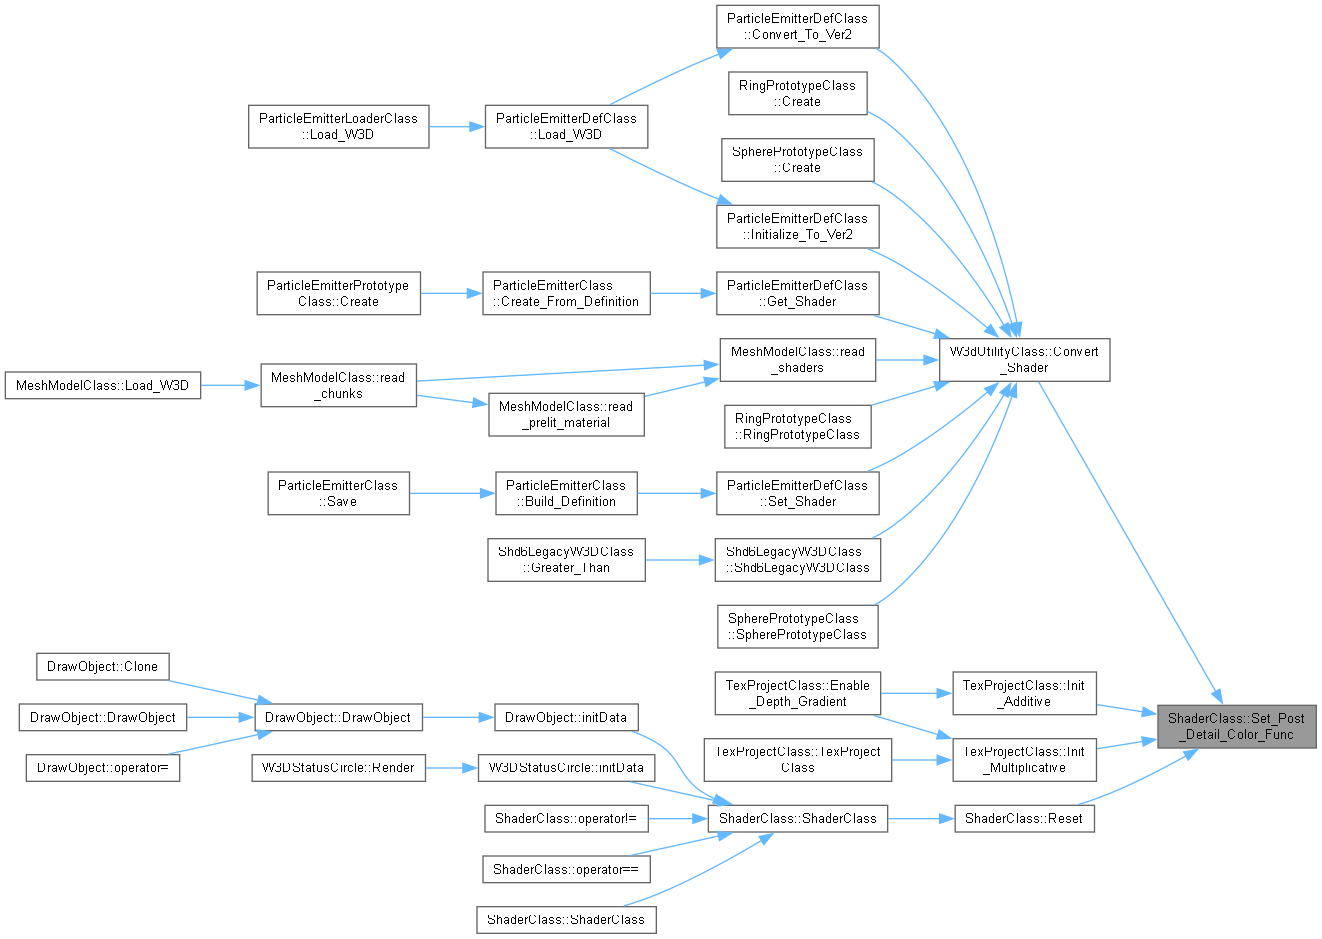 ParticleEmitterDefClass
::Convert_To_Ver2
RingPrototypeClass
::Create
ParticleEmitterLoaderClass
::Load_W3D
ParticleEmitterDefClass
::Load_W3D
SpherePrototypeClass
::Create
ParticleEmitterDefClass
::Initialize_To_Ver2
ParticleEmitterPrototype
Class::Create
ParticleEmitterClass
::Create_From_Definition
ParticleEmitterDefClass
::Get_Shader
W3dUtilityClass::Convert
_Shader
MeshModelClass::read
_shaders
MeshModelClass::Load_W3D
MeshModelClass::read
_chunks
MeshModelClass::read
_prelit_material
RingPrototypeClass
::RingPrototypeClass
ParticleEmitterClass
::Save
ParticleEmitterClass
::Build_Definition
ParticleEmitterDefClass
::Set_Shader
Shd6LegacyW3DClass
::Greater_Than
Shd6LegacyW3DClass
::Shd6LegacyW3DClass
SpherePrototypeClass
::SpherePrototypeClass
DrawObject::Clone
TexProjectClass::Enable
_Depth_Gradient
TexProjectClass::Init
_Additive
DrawObject::DrawObject
DrawObject::DrawObject
DrawObject::initData
ShaderClass::Set_Post
_Detail_Color_Func
DrawObject::operator=
W3DStatusCircle::Render
W3DStatusCircle::initData
TexProjectClass::TexProject
Class
TexProjectClass::Init
_Multiplicative
ShaderClass::operator!=
ShaderClass::ShaderClass
ShaderClass::Reset
ShaderClass::operator==
ShaderClass::ShaderClass